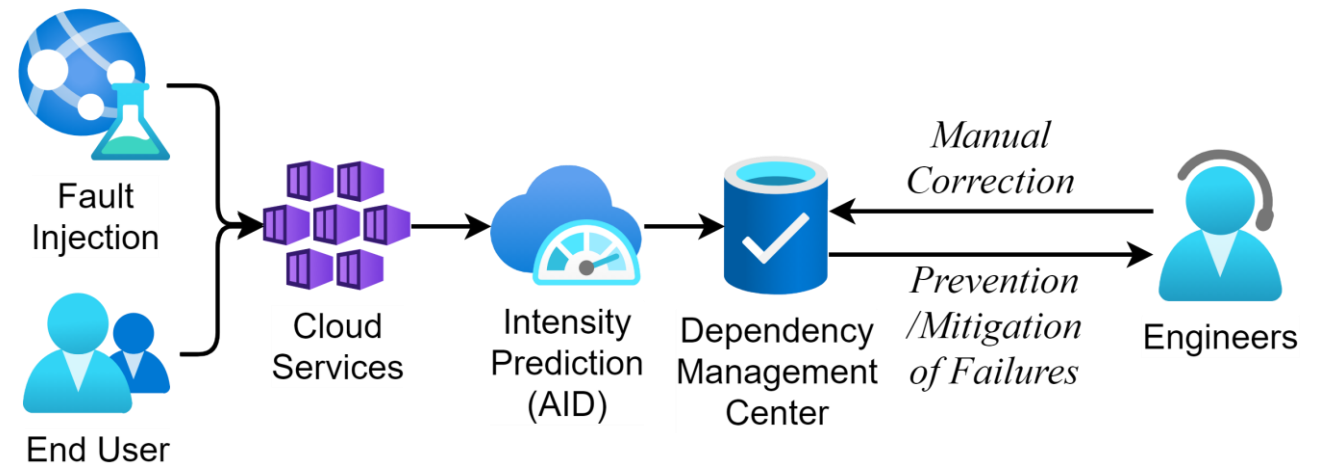 Fault
Injection
End User
Cloud
Services
Intensity
Prediction
(AID)
Dependency
Management
Center
Manual
Correction
Prevention
/Mitigation
of Failures
Engineers